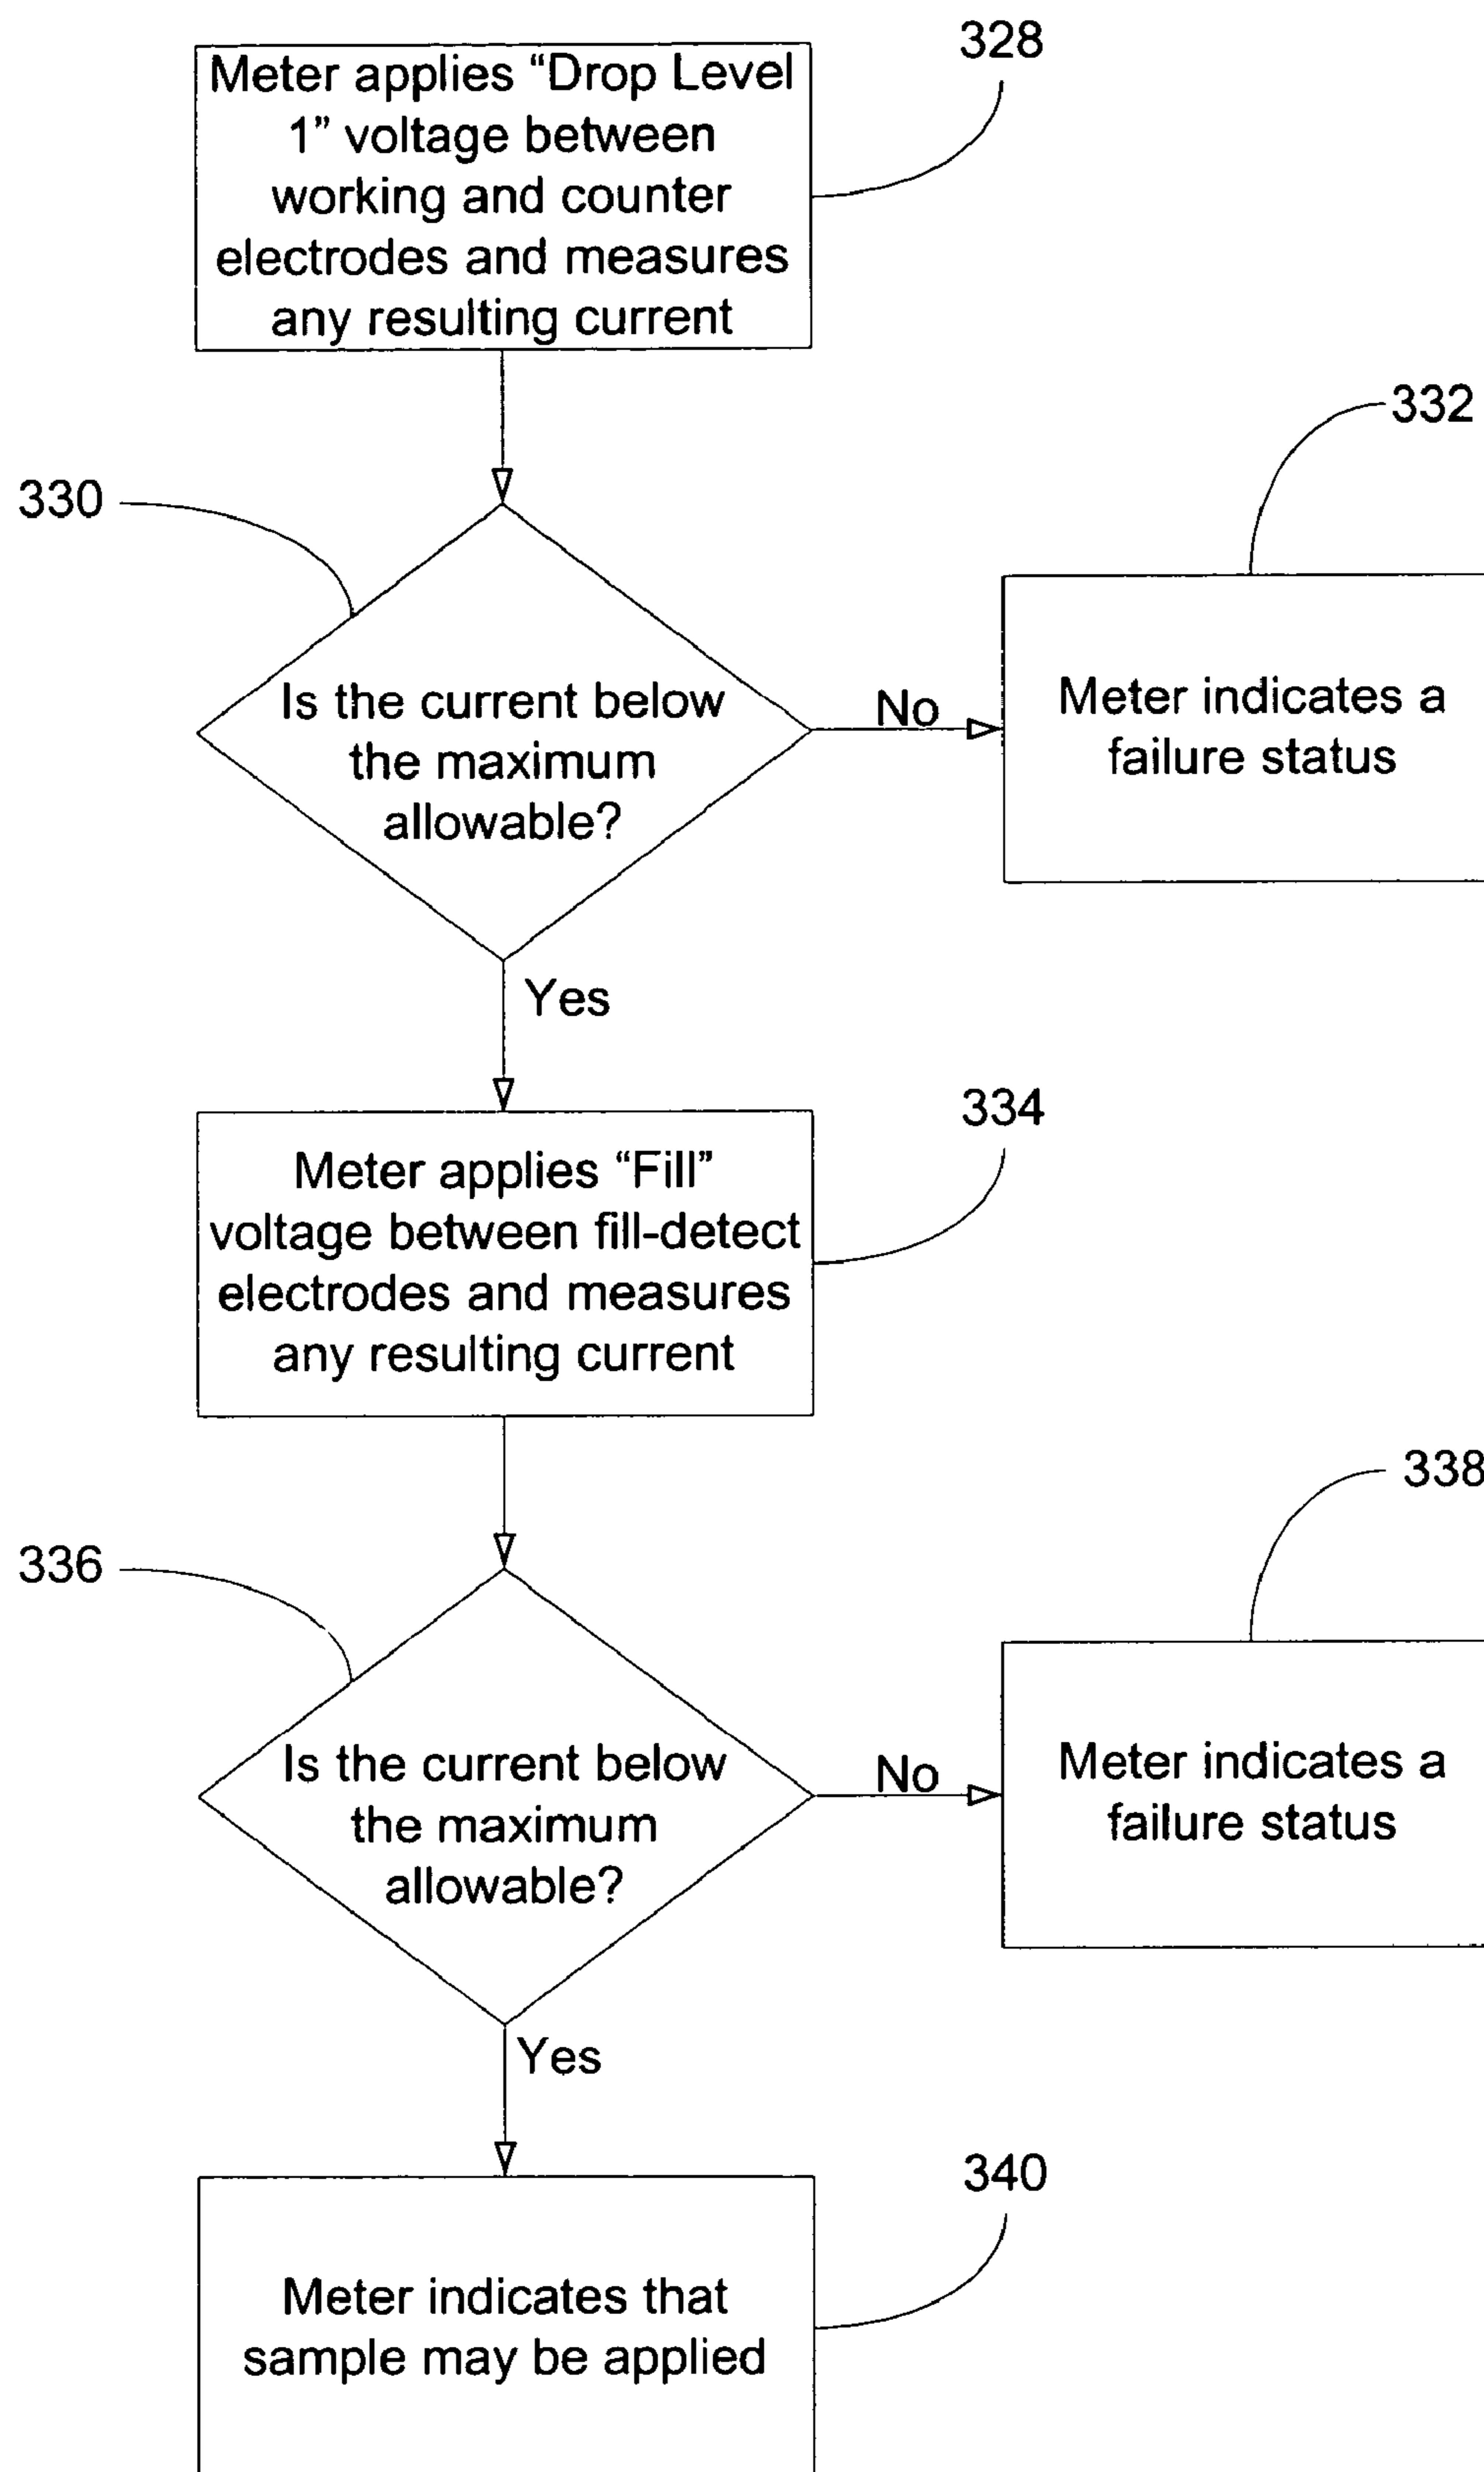 328
Meter applies “Drop Level
1” voltage between
working and counter
electrodes and measures
any resulting current
332
330
Is the current below
the maximum
allowable?
No
Meter indicates a
failure status
Yes
334
Meter applies “Fill”
voltage between fill-detect
electrodes and measures
any resulting current
338
336
Is the current below
the maximum
allowable?
No
Meter indicates a
failure status
Yes
340
Meter indicates that
sample may be applied